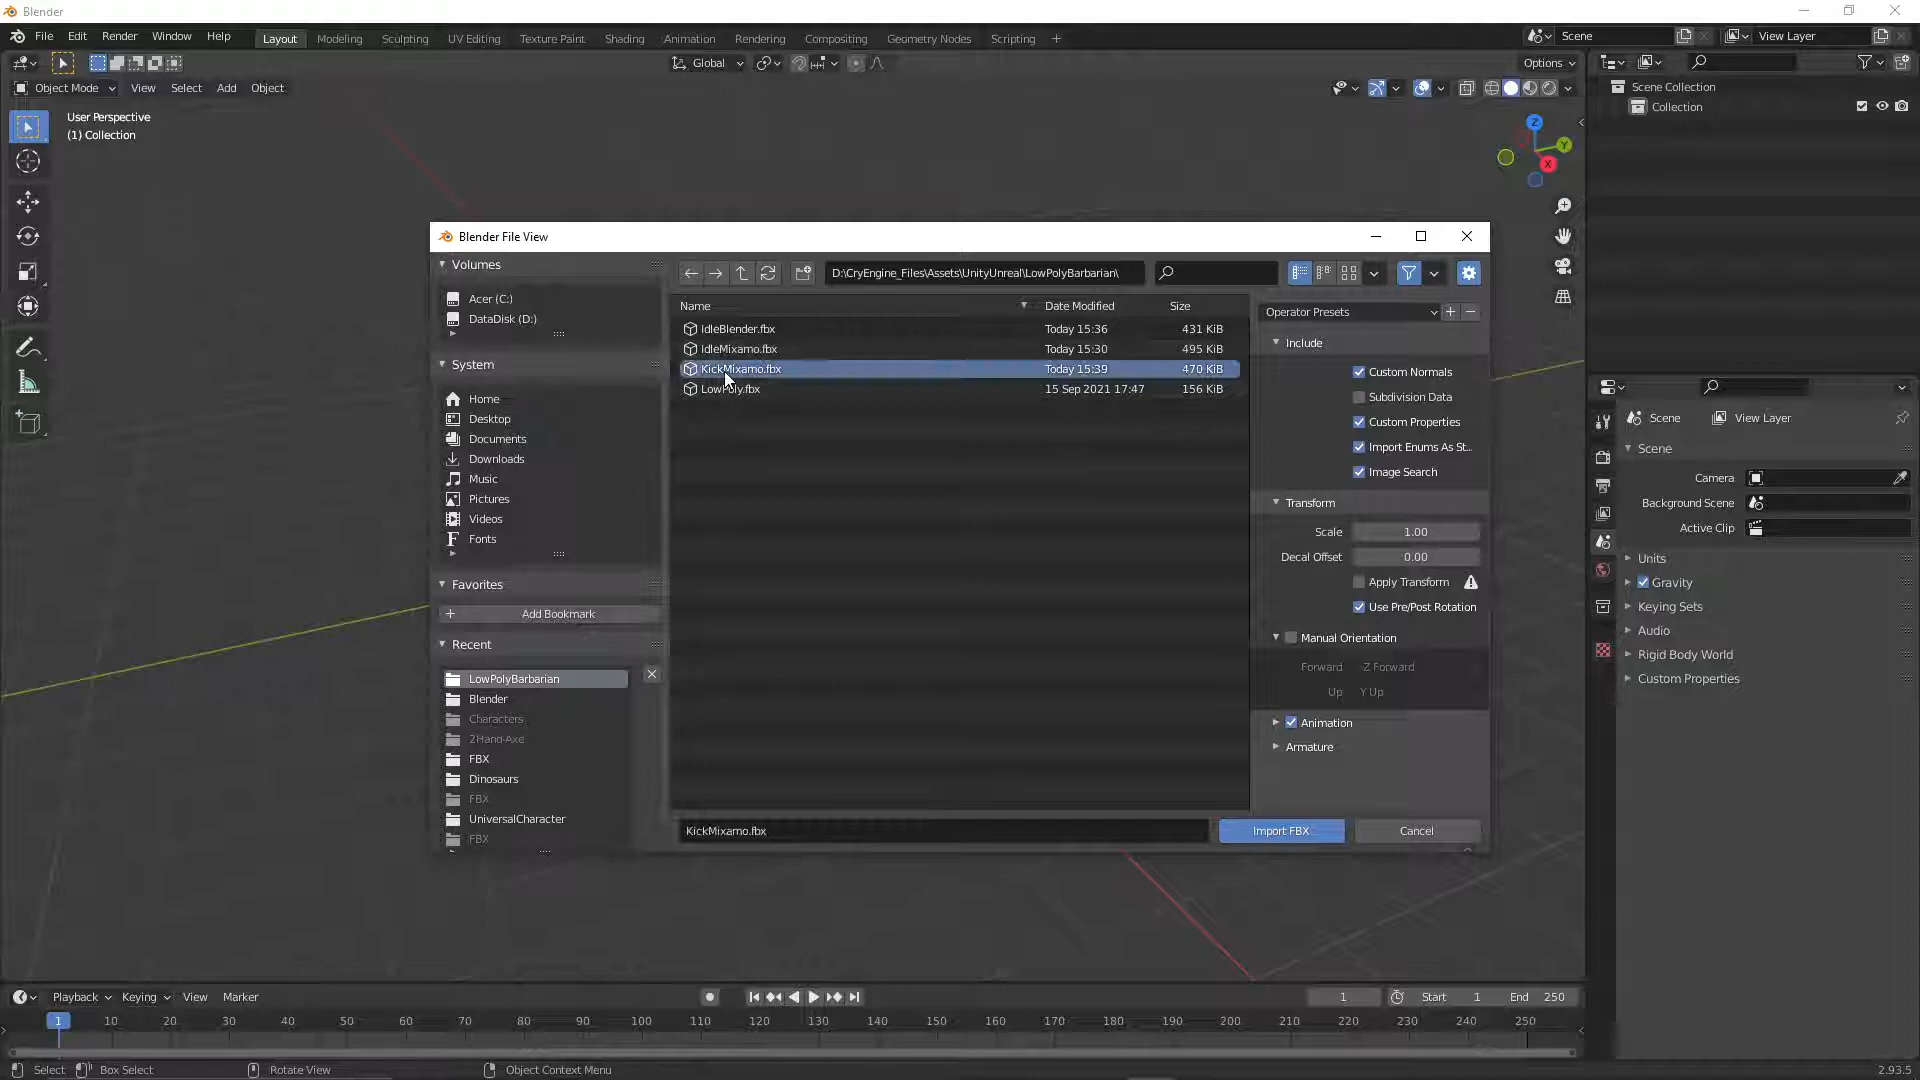 Blender
File Edit Render Window Help
Layout Modeling Sculpting UV Editing Texture Paint Shading Animation Rendering Compositing Geometry Nodes Scripting +
Scene
View Layer
Global
Options
Object Mode View Select Add Object
User Perspective
(1) Collection
Z
Y
X
Scene Collection
Collection
Blender File View
Volumes
Acer (C:)
DataDisk (D:)
System
Home
Desktop
Documents
Downloads
Music
Pictures
Videos
Fonts
Favorites
Add Bookmark
Recent
LowPolyBarbarian
Blender
Characters
2Hand-Axe
FBX
Dinosaurs
FBX
UniversalCharacter
FBX
D:\CryEngine_Files\Assets\UnityUnreal\LowPolyBarbarian\
Name Date Modified Size
IdleBlender.fbx Today 15:36 431 KiB
IdleMixamo.fbx Today 15:30 495 KiB
KickMixamo.fbx Today 15:39 470 KiB
LowPoly.fbx 15 Sep 2021 17:47 156 KiB
Operator Presets
Include
Custom Normals
Subdivision Data
Custom Properties
Import Enums As St..
Image Search
Transform
Scale 1.00
Decal Offset 0.00
Apply Transform
Use Pre/Post Rotation
Manual Orientation
Forward -Z Forward
Up Y Up
Animation
Armature
KickMixamo.fbx
Import FBX
Cancel
Scene View Layer
Scene
Camera
Background Scene
Active Clip
Units
Gravity
Keying Sets
Audio
Rigid Body World
Custom Properties
Playback Keying View Marker
1
Start 1
End 250
1 10 20 30 40 50 60 70 80 90 100 110 120 130 140 150 160 170 180 190 200 210 220 230 240 250
Select Box Select Rotate View Object Context Menu
2.93.5